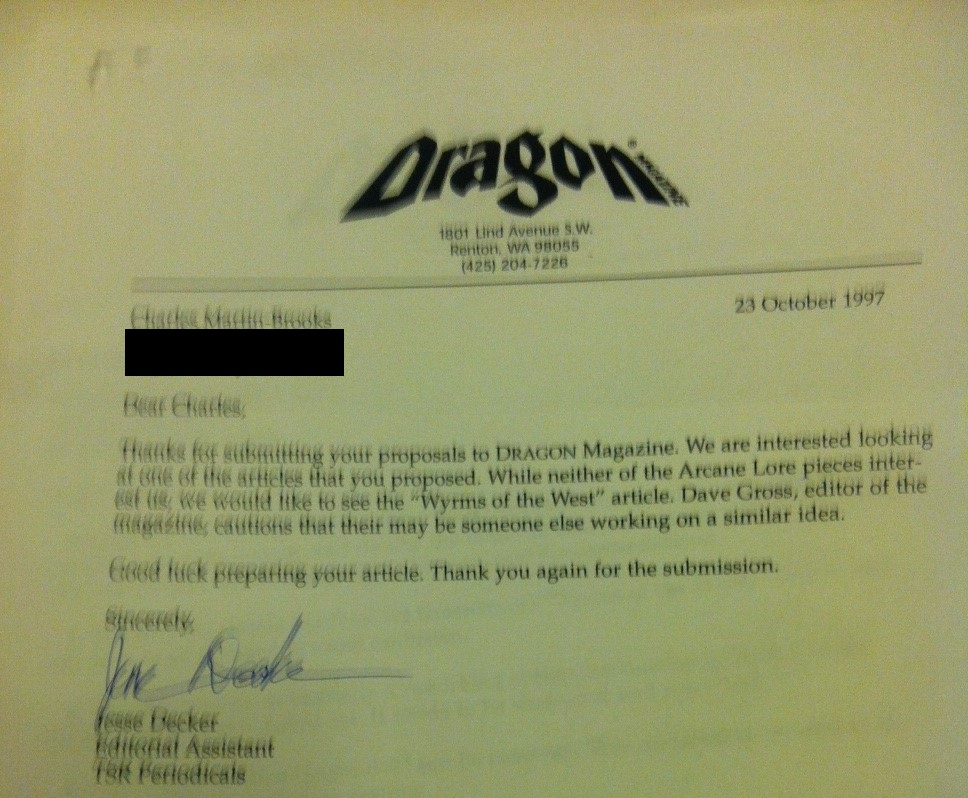 Dragon® MAGAZINE
1801 Lind Avenue S.W.
Renton, WA 98055
(425) 204-7226
23 October 1997
Charles Martin-Brooks
Dear Charles,
Thanks for submitting your proposals to DRAGON Magazine. We are interested looking
at one of the articles that you proposed. While neither of the Arcane Lore pieces inter-
est us, we would like to see the “Wyrms of the West” article. Dave Gross, editor of the
magazine, cautions that their may be someone else working on a similar idea.
Good luck preparing your article. Thank you again for the submission.
Sincerely,
Jesse Decker
Jesse Decker
Editorial Assistant
TSR Periodicals